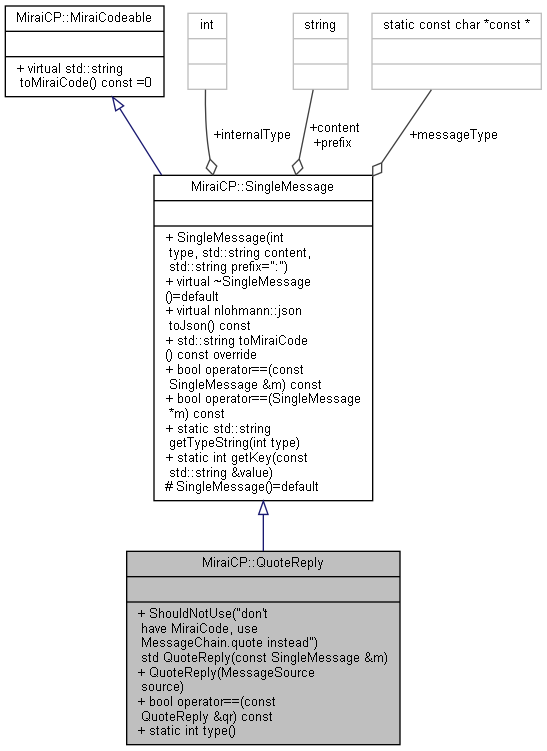 MiraiCP::MiraiCodeable
+ virtual std::string
toMiraiCode() const =0
int
string
static const char *const *
+internalType
+content
+prefix
+messageType
MiraiCP::SingleMessage
+ SingleMessage(int
type, std::string content,
std::string prefix=":")
+ virtual ~SingleMessage
()=default
+ virtual nlohmann::json
toJson() const
+ std::string toMiraiCode
() const override
+ bool operator==(const
SingleMessage &m) const
+ bool operator==(SingleMessage
*m) const
+ static std::string
getTypeString(int type)
+ static int getKey(const
std::string &value)
# SingleMessage()=default
MiraiCP::QuoteReply
+ ShouldNotUse("don't
have MiraiCode, use
MessageChain.quote instead")
std QuoteReply(const SingleMessage &m)
+ QuoteReply(MessageSource
source)
+ bool operator==(const
QuoteReply &qr) const
+ static int type()